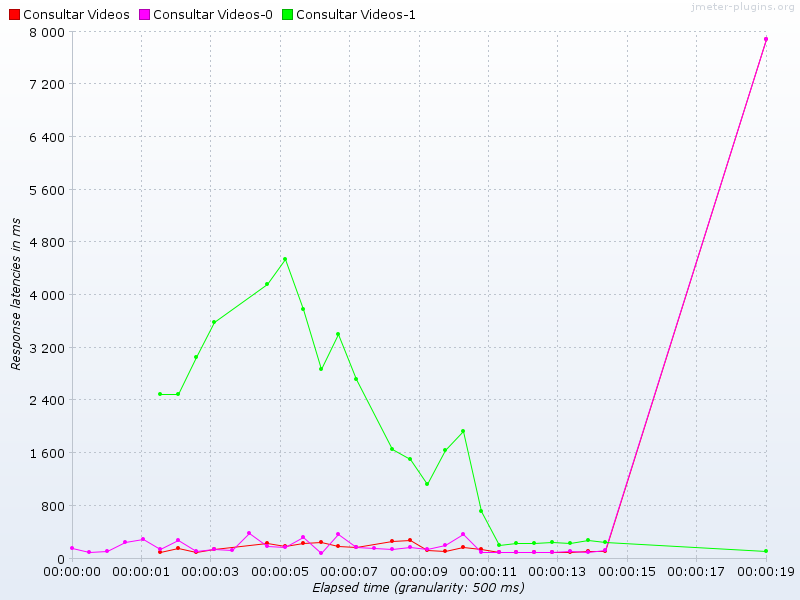 jmeter-plugins.org
Consultar Videos Consultar Videos-0 Consultar Videos-1
8 000
7 200
6 400
5 600
4 800
4 000
3 200
2 400
1 600
800
0
Response latencies in ms
00:00:00 00:00:01 00:00:03 00:00:05 00:00:07 00:00:09 00:00:11 00:00:13 00:00:15 00:00:17 00:00:19
Elapsed time (granularity: 500 ms)